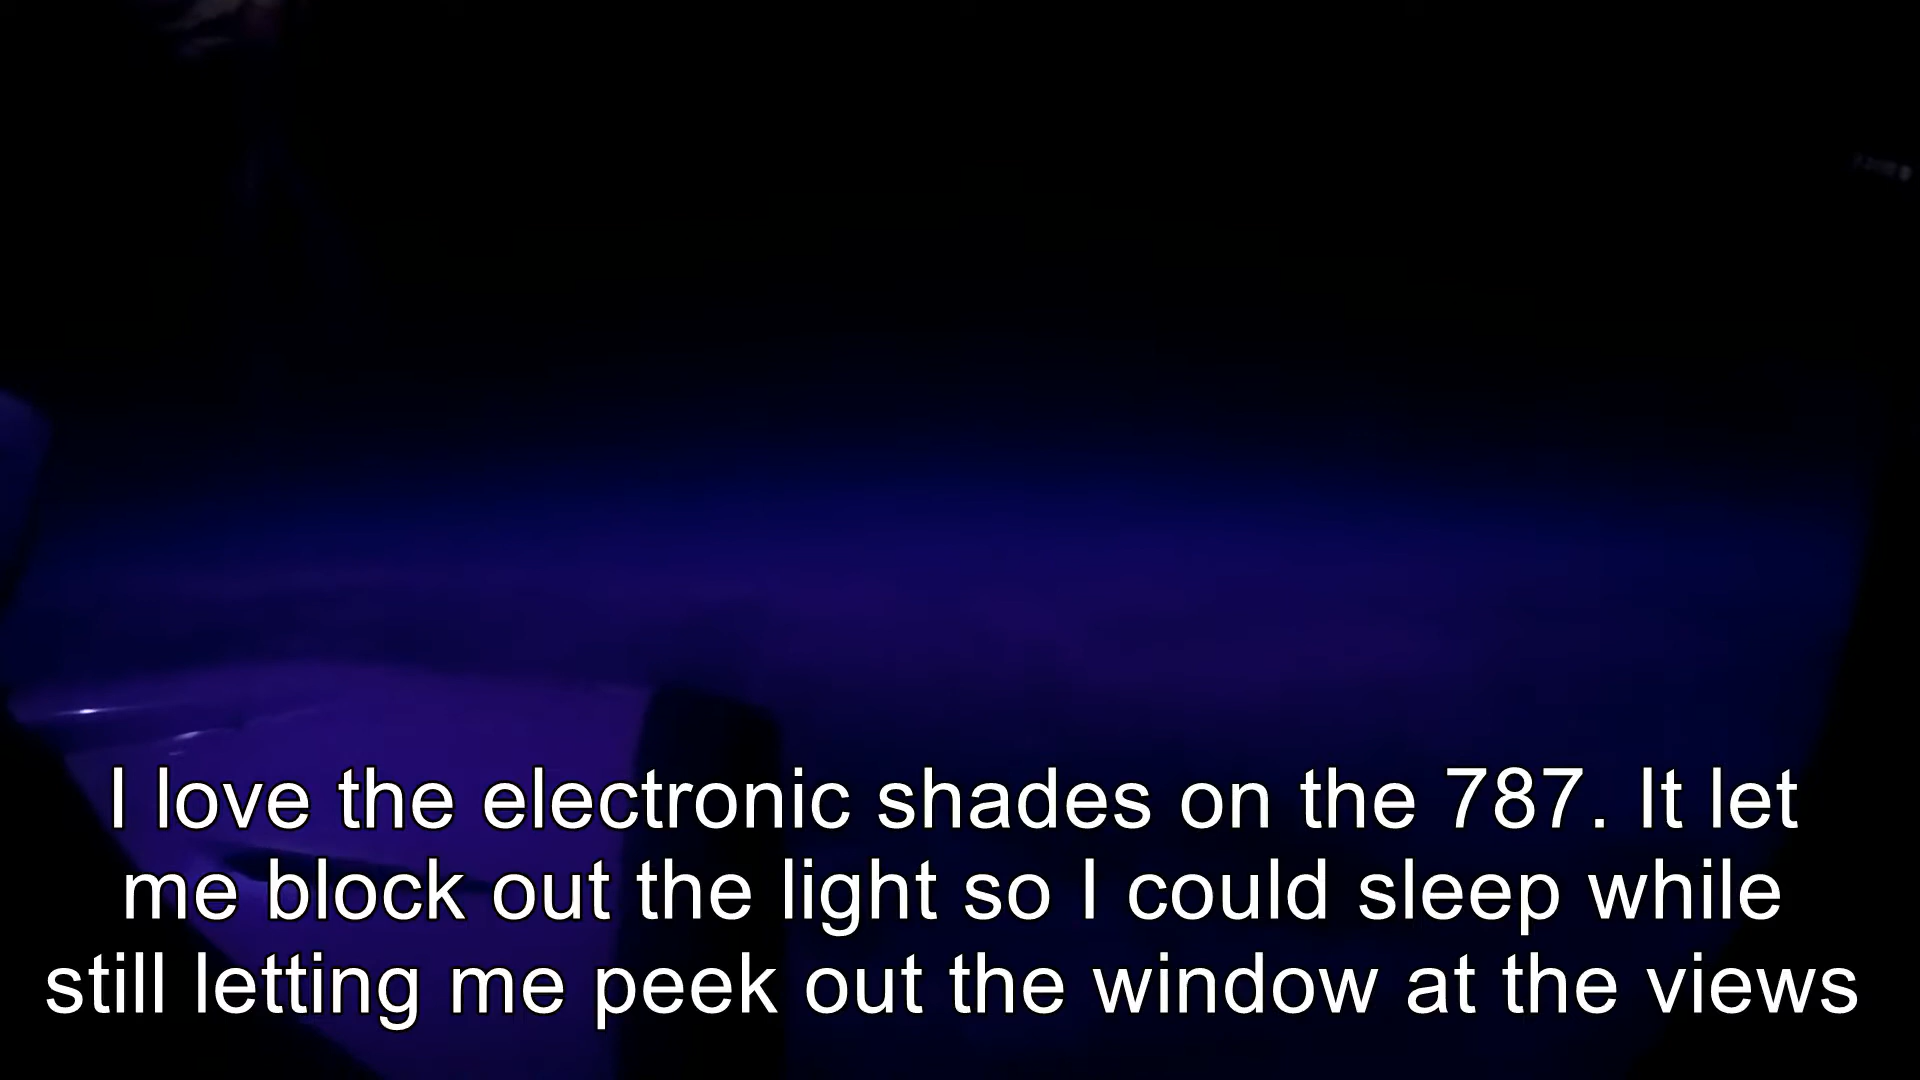 I love the electronic shades on the 787. It let
me block out the light so I could sleep while
still letting me peek out the window at the views